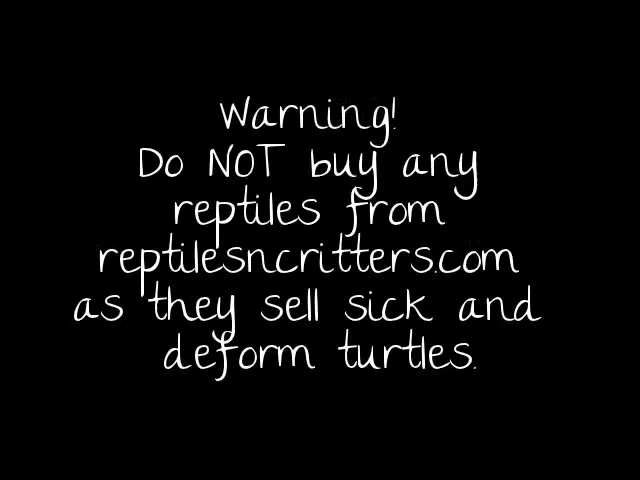 Warning!
Do NOT buy any
reptiles from
reptilesncritters.com
as they sell sick and
deform turtles.